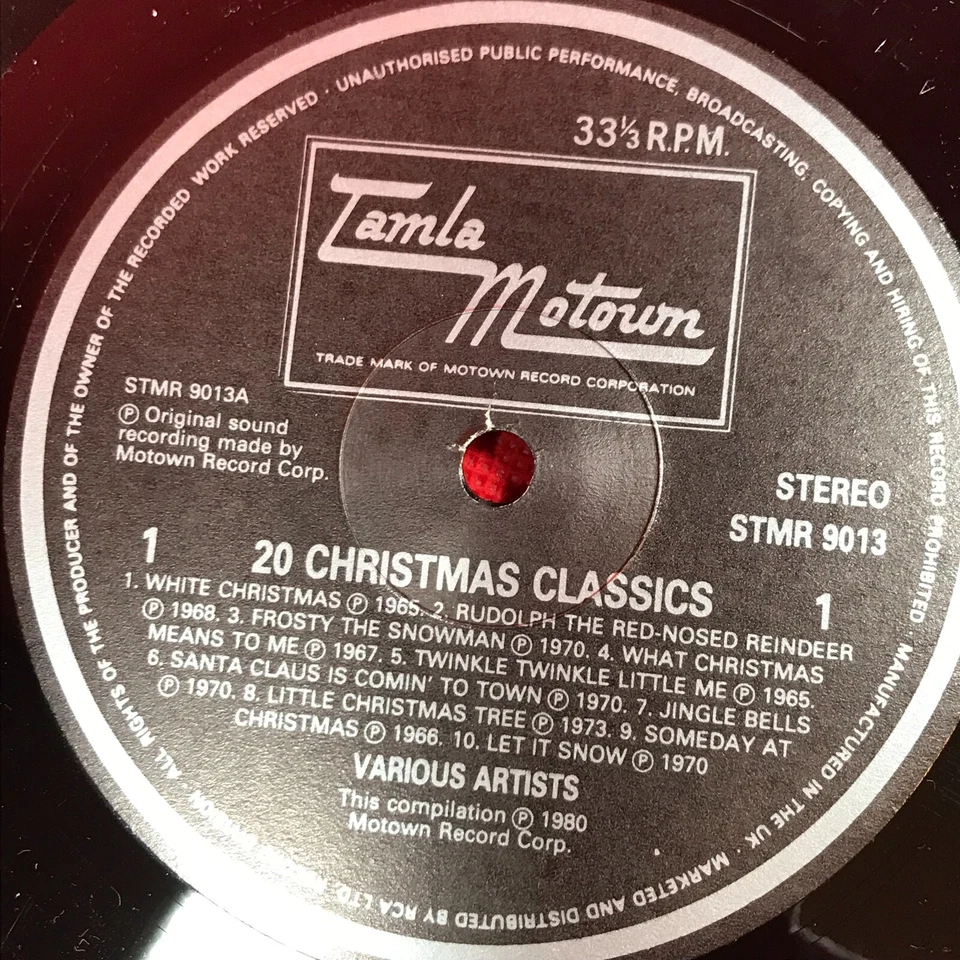 ALL RIGHTS OF THE PRODUCER AND OF THE OWNER OF THE RECORDED WORK RESERVED · UNAUTHORISED PUBLIC PERFORMANCE, BROADCASTING, COPYING AND HIRING OF THIS RECORD PROHIBITED · MANUFACTURED IN THE UK · MARKETED AND DISTRIBUTED BY RCA LTD.
33⅓ R.P.M.
Tamla
Motown
TRADE MARK OF MOTOWN RECORD CORPORATION
STMR 9013A
Ⓟ Original sound
recording made by
Motown Record Corp.
STEREO
STMR 9013
1
1
20 CHRISTMAS CLASSICS
1. WHITE CHRISTMAS Ⓟ 1965. 2. RUDOLPH THE RED-NOSED REINDEER
Ⓟ 1968. 3. FROSTY THE SNOWMAN Ⓟ 1970. 4. WHAT CHRISTMAS
MEANS TO ME Ⓟ 1967. 5. TWINKLE TWINKLE LITTLE ME Ⓟ 1965.
6. SANTA CLAUS IS COMIN' TO TOWN Ⓟ 1970. 7. JINGLE BELLS
Ⓟ 1970. 8. LITTLE CHRISTMAS TREE Ⓟ 1973. 9. SOMEDAY AT
CHRISTMAS Ⓟ 1966. 10. LET IT SNOW Ⓟ 1970
VARIOUS ARTISTS
This compilation Ⓟ 1980
Motown Record Corp.